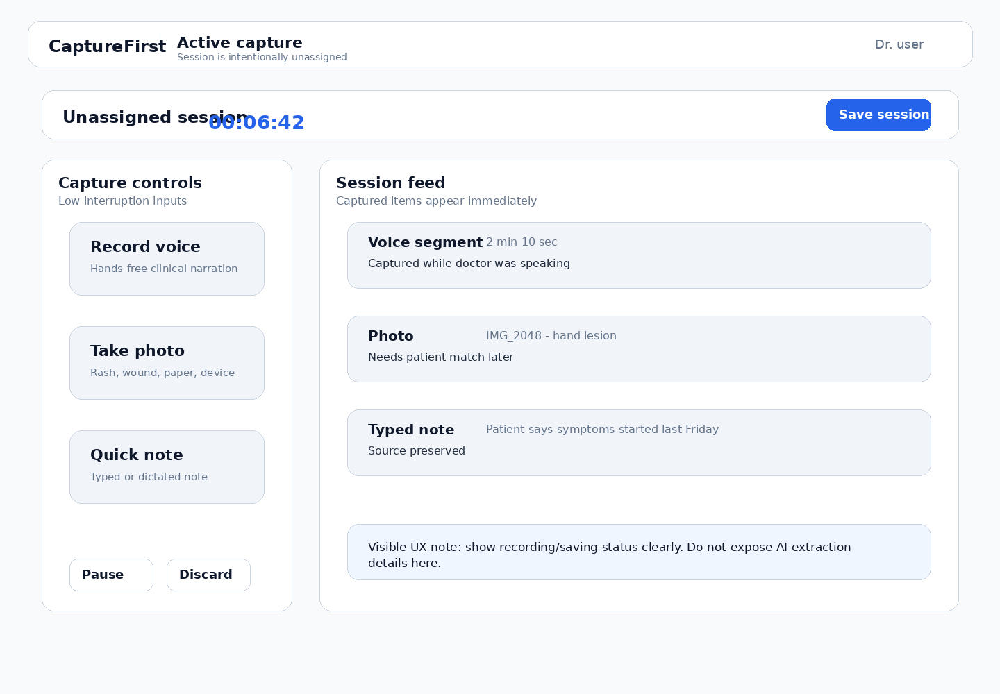 CaptureFirst
Active capture
Session is intentionally unassigned
Dr. user
Unassigned session
00:06:42
Save session
Capture controls
Low interruption inputs
Record voice
Hands-free clinical narration
Take photo
Rash, wound, paper, device
Quick note
Typed or dictated note
Pause
Discard
Session feed
Captured items appear immediately
Voice segment 2 min 10 sec
Captured while doctor was speaking
Photo IMG_2048 - hand lesion
Needs patient match later
Typed note Patient says symptoms started last Friday
Source preserved
Visible UX note: show recording/saving status clearly. Do not expose AI extraction
details here.